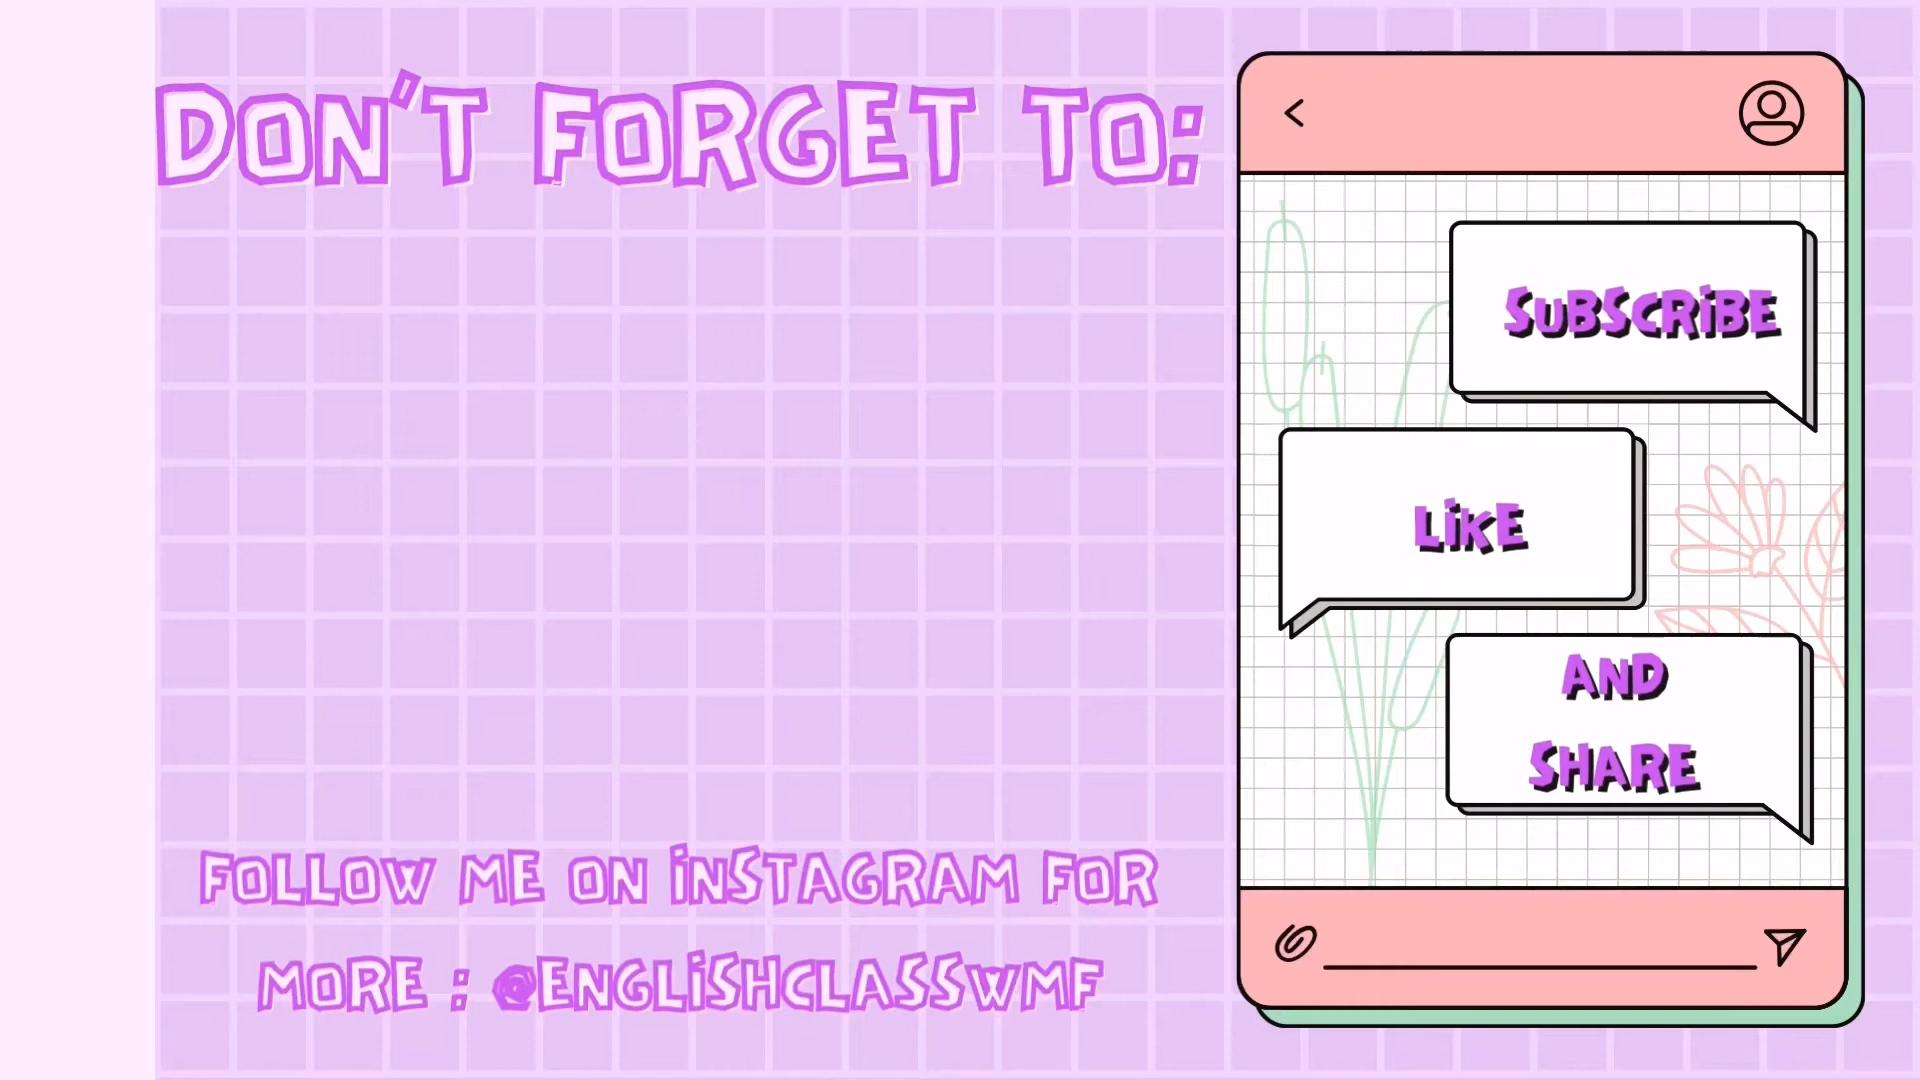 DON'T FORGET TO:
SUBSCRiBE
LiKE
AND
SHARE
FOLLOW ME ON iNSTAGRAM FOR
MORE : @ENGLiSHCLASSWMF